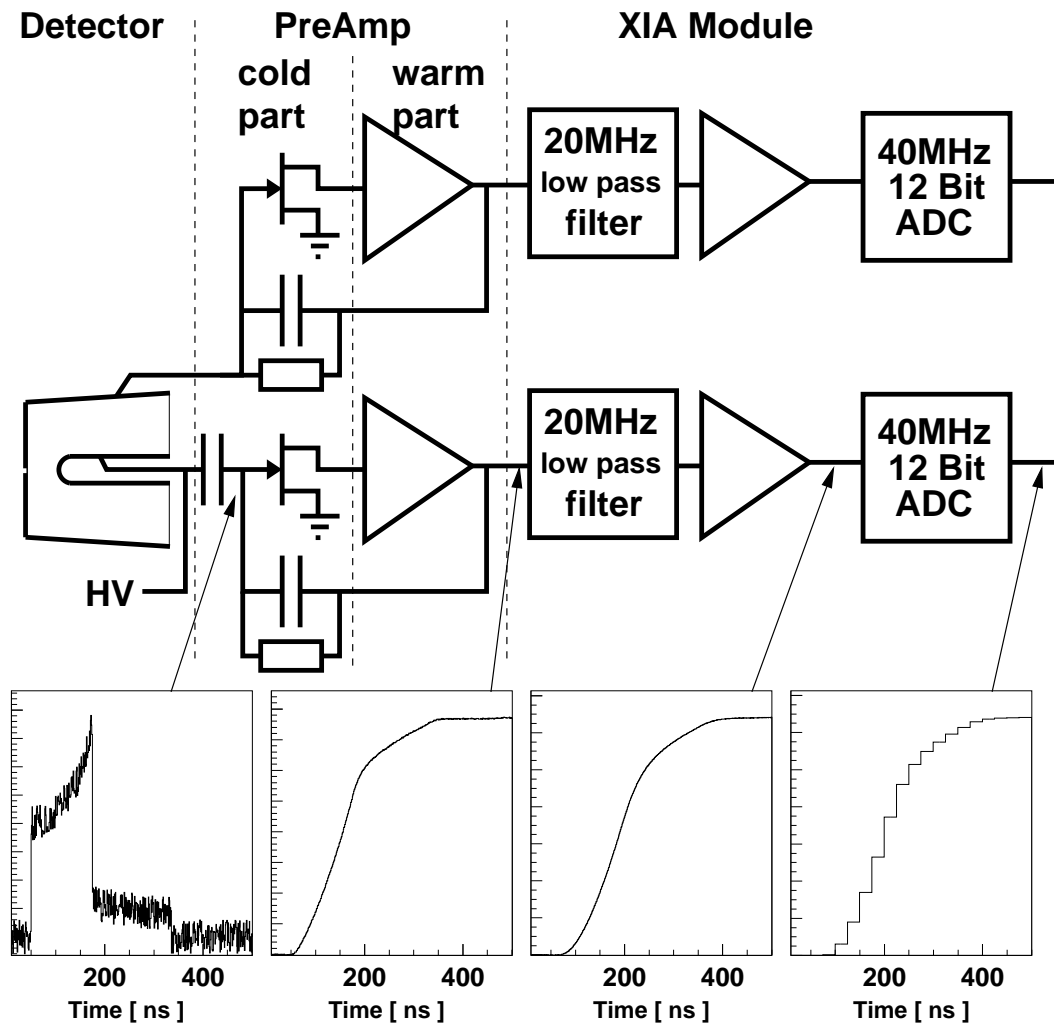 Detector PreAmp XIA Module
cold part
warm part
20MHz
low pass
filter
40MHz
12 Bit
ADC
20MHz
low pass
filter
40MHz
12 Bit
ADC
HV
200 400
Time [ ns ]
200 400
Time [ ns ]
200 400
Time [ ns ]
200 400
Time [ ns ]